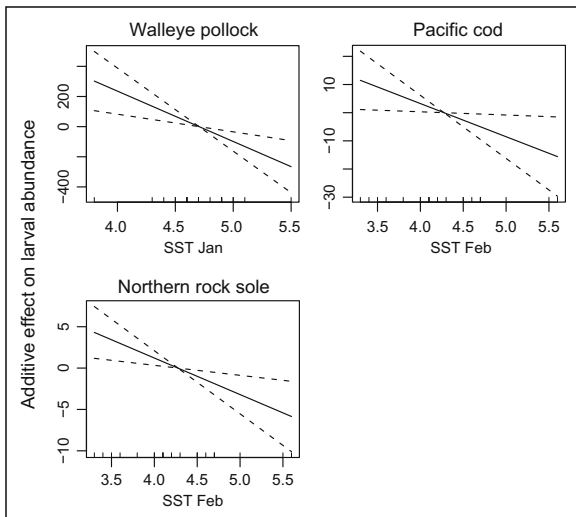 Walleye pollock
Pacific cod
Additive effect on larval abundance
200
0
−400
4.0 4.5 5.0 5.5
SST Jan
10
−10
−30
3.5 4.0 4.5 5.0 5.5
SST Feb
Northern rock sole
5
0
−5
−10
3.5 4.0 4.5 5.0 5.5
SST Feb